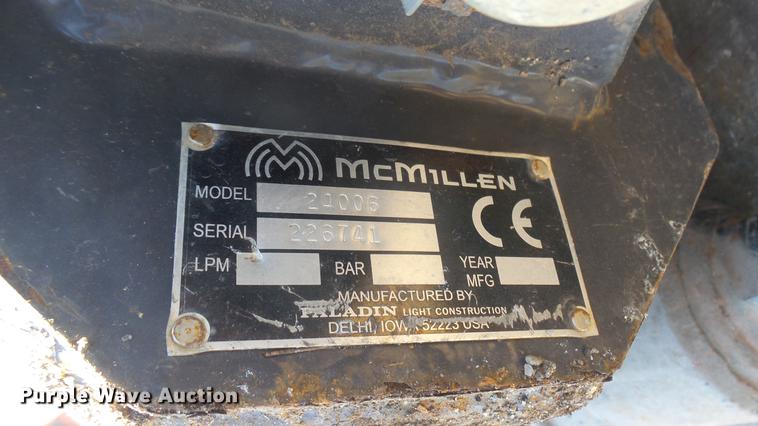 McMILLEN
MODEL 24006
SERIAL 226741
LPM BAR YEAR MFG
MANUFACTURED BY
PALADIN LIGHT CONSTRUCTION
DELHI, IOWA 52223 USA
Purple Wave Auction